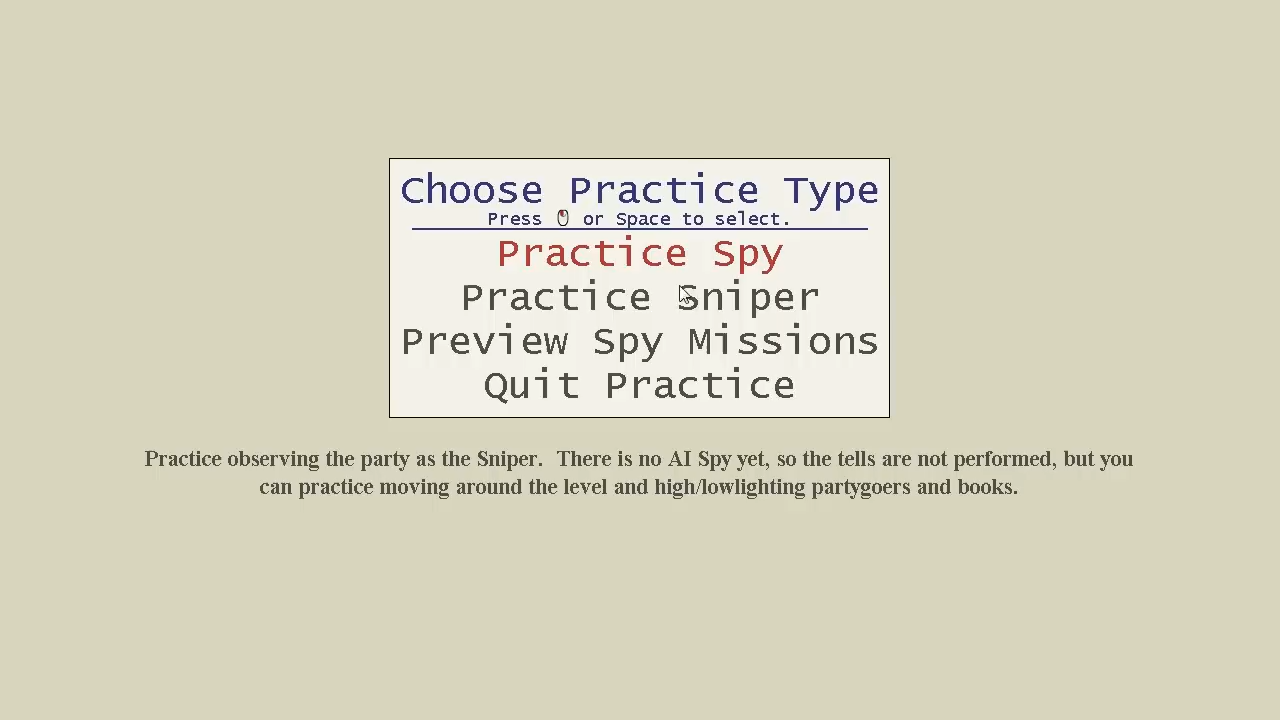 Choose Practice Type
Press or Space to select.
Practice Spy
Practice Sniper
Preview Spy Missions
Quit Practice
Practice observing the party as the Sniper.  There is no AI Spy yet, so the tells are not performed, but you
can practice moving around the level and high/lowlighting partygoers and books.